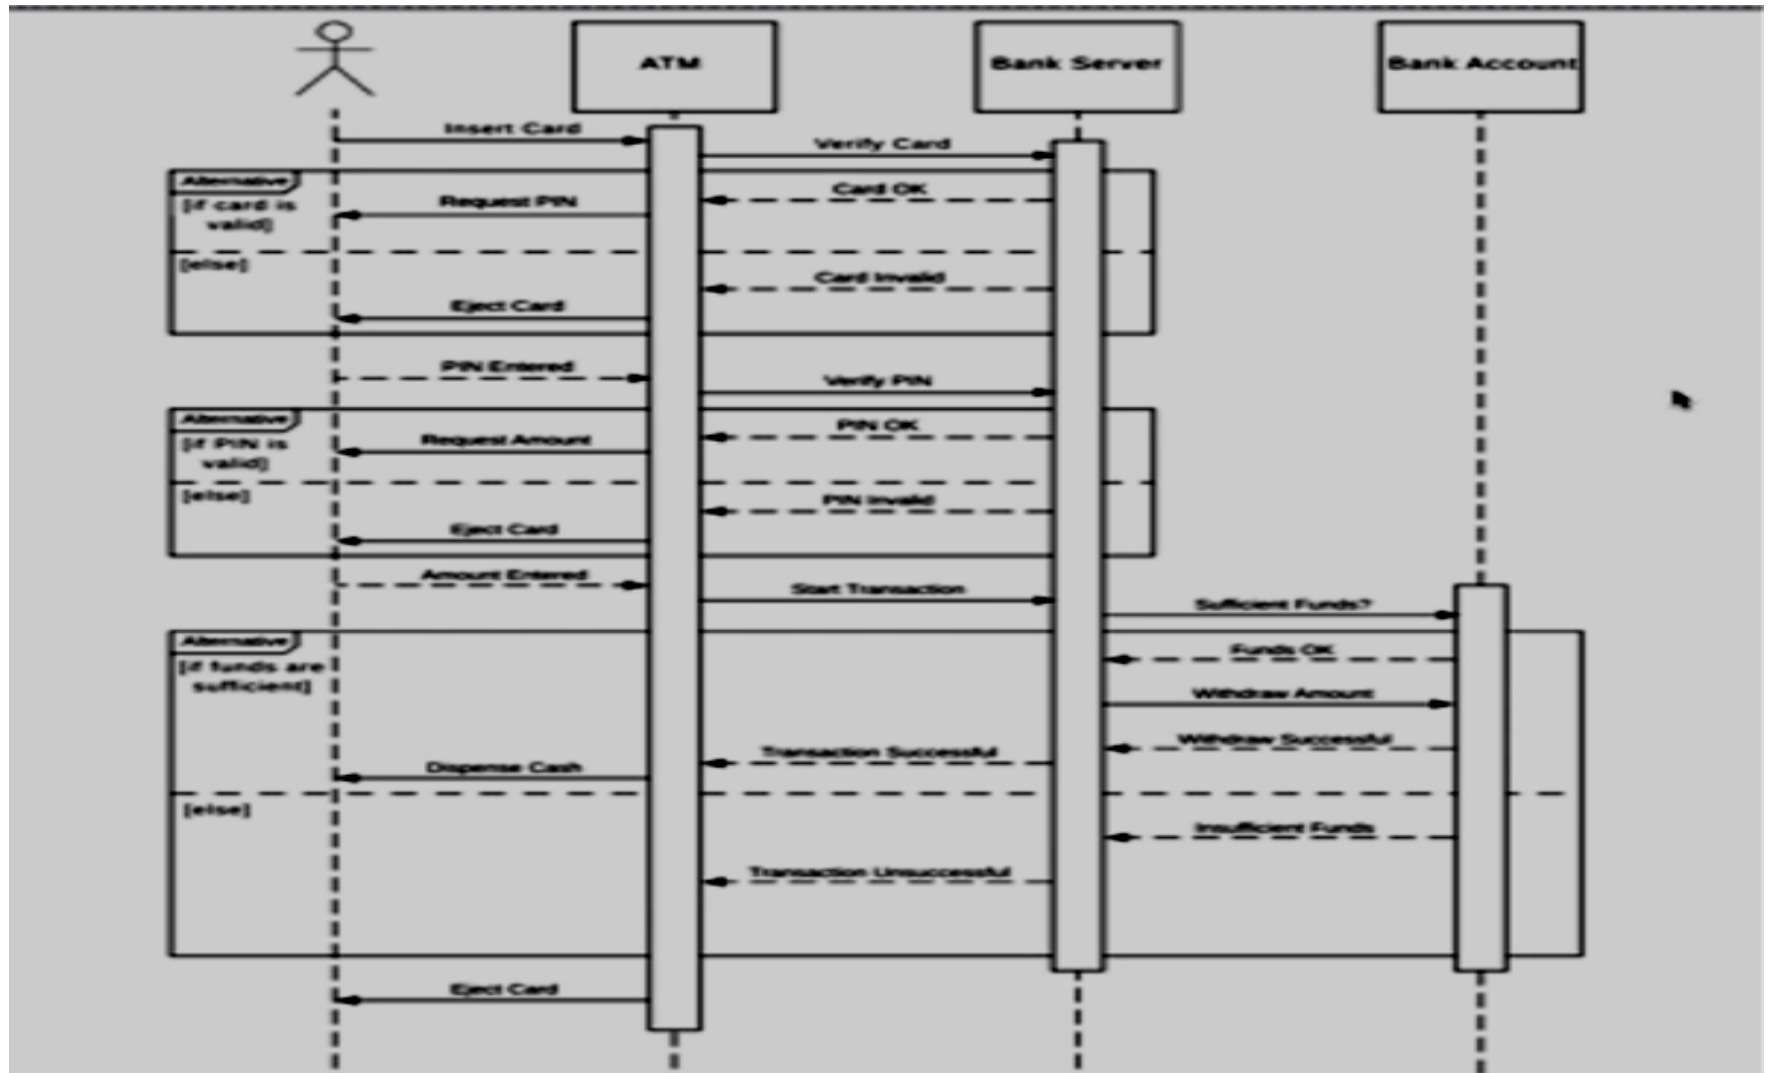 ATM
Bank Server
Bank Account
Insert Card
Verify Card
Alternative
[if card is
valid]
Card OK
Request PIN
[else]
Card Invalid
Eject Card
PIN Entered
Verify PIN
Alternative
[if PIN is
valid]
PIN OK
Request Amount
[else]
PIN Invalid
Eject Card
Amount Entered
Start Transaction
Sufficient Funds?
Alternative
[if funds are
sufficient]
Funds OK
Withdraw Amount
Withdraw Successful
Transaction Successful
Dispense Cash
[else]
Insufficient Funds
Transaction Unsuccessful
Eject Card